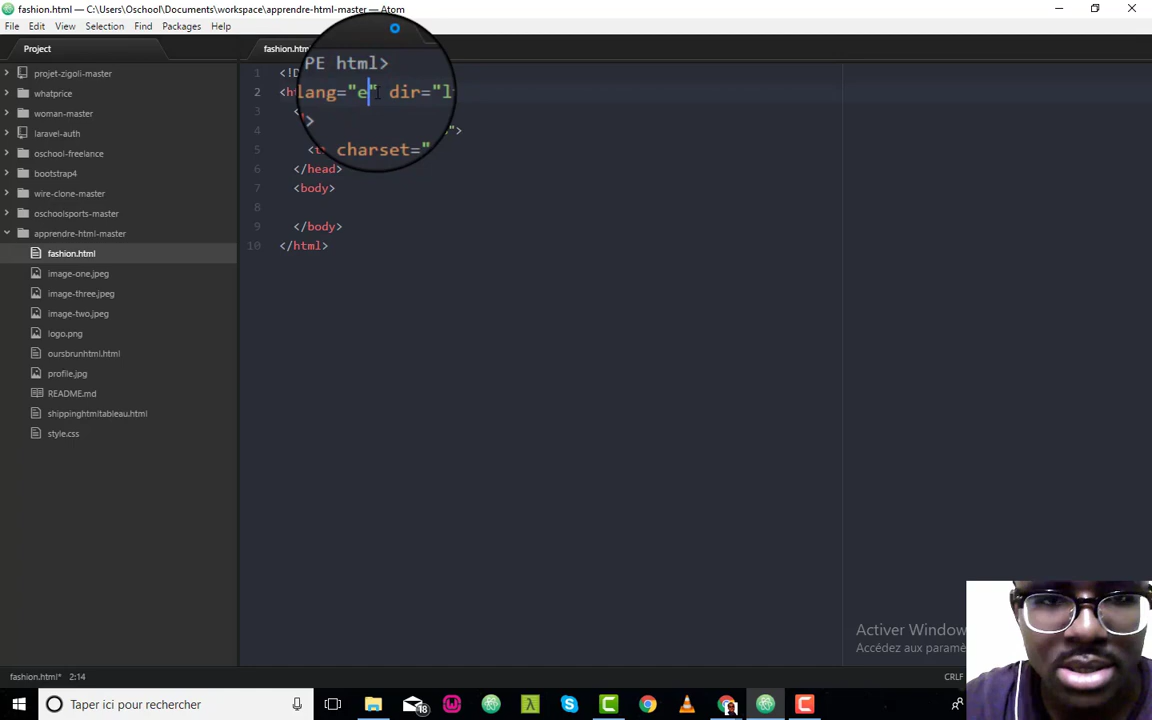 fashion.html — C:\Users\Oschool\Documents\workspace\apprendre-html-master — Atom
File Edit View Selection Find Packages Help
Project
projet-zigoli-master
whatprice
woman-master
laravel-auth
oschool-freelance
bootstrap4
wire-clone-master
oschoolsports-master
apprendre-html-master
fashion.html
image-one.jpeg
image-three.jpeg
image-two.jpeg
logo.png
oursbrunhtml.html
profile.jpg
README.md
shippinghtmltableau.html
style.css
fashion.htm
1 <!D PE html>
2 <h lang="e" dir="l
3 < >
4 ">
5 < charset="
6 </head>
7 <body>
8
9 </body>
10 </html>
Activer Window
Accédez aux paramè
fashion.html* 2:14
CRLF
Taper ici pour rechercher
18